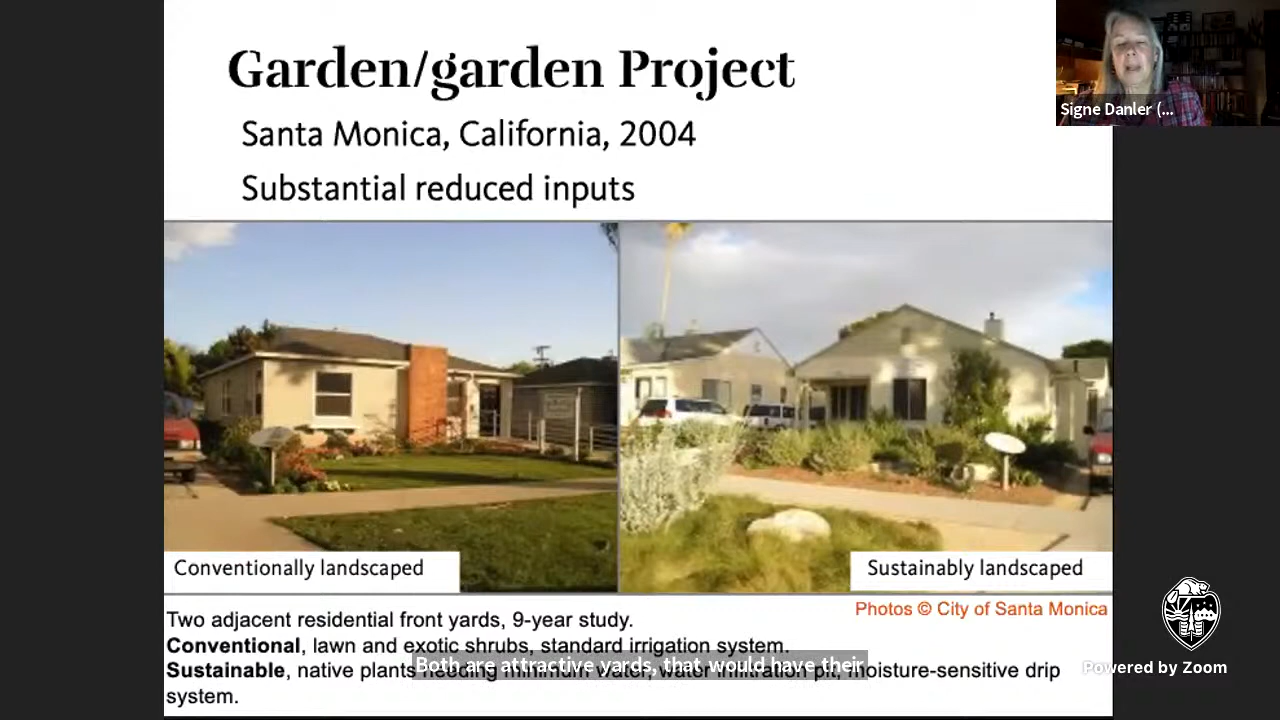 Garden/garden Project
Santa Monica, California, 2004
Substantial reduced inputs
Signe Danler (...
Conventionally landscaped
Sustainably landscaped
Photos © City of Santa Monica
Two adjacent residential front yards, 9-year study.
Conventional, lawn and exotic shrubs, standard irrigation system.
Sustainable, native plants needing minimum water, water infiltration pit, moisture-sensitive drip
system.
Both are attractive yards, that would have their
Powered by Zoom